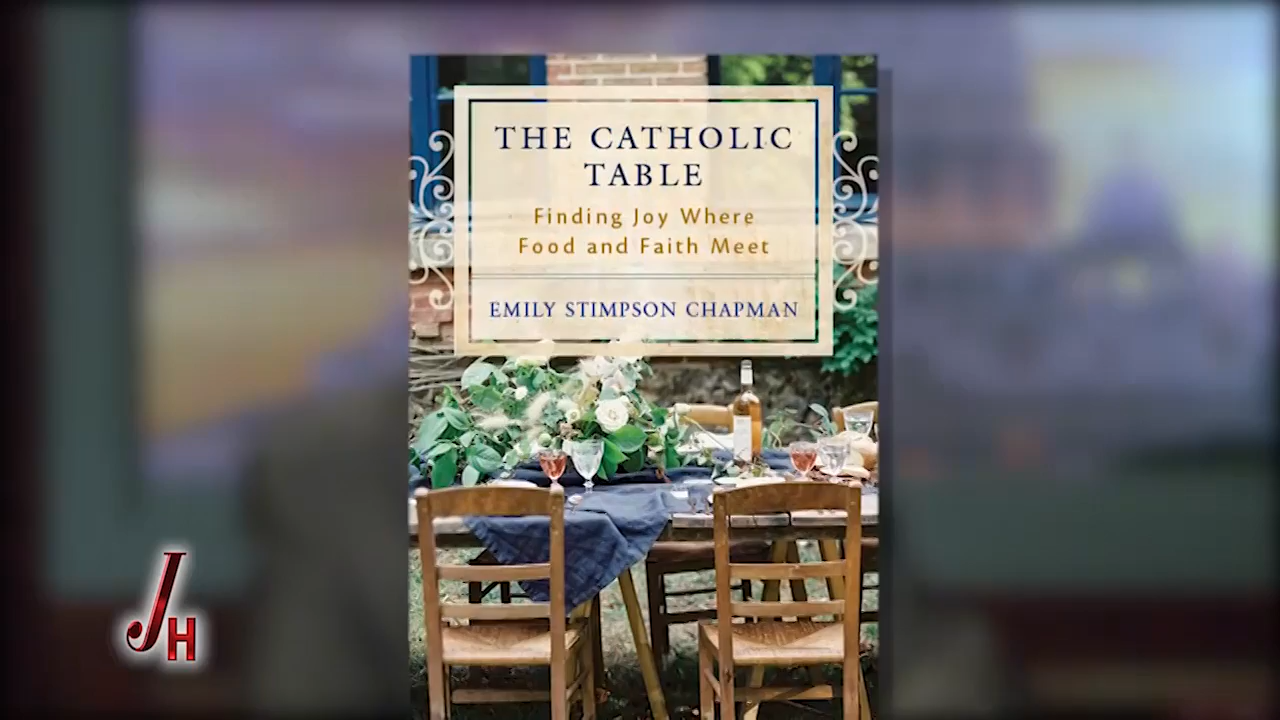 THE CATHOLIC
TABLE
Finding Joy Where
Food and Faith Meet
EMILY STIMPSON CHAPMAN
JH